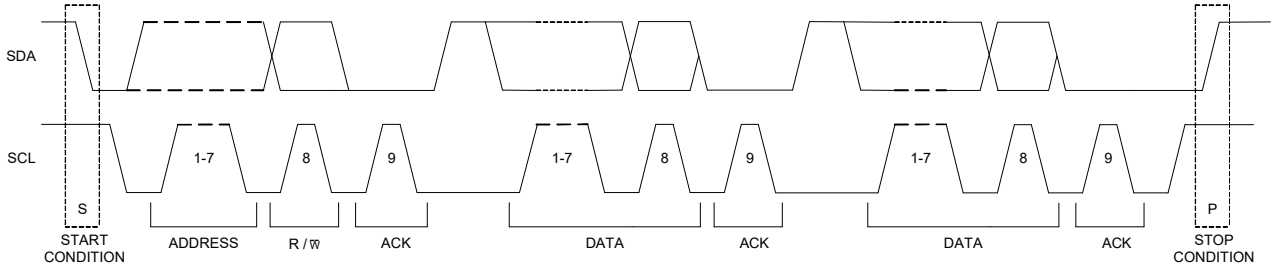 SDA
SCL
1-7
8
9
1-7
8
9
1-7
8
9
S
P
START
CONDITION
ADDRESS
R / W̅
ACK
DATA
ACK
DATA
ACK
STOP
CONDITION